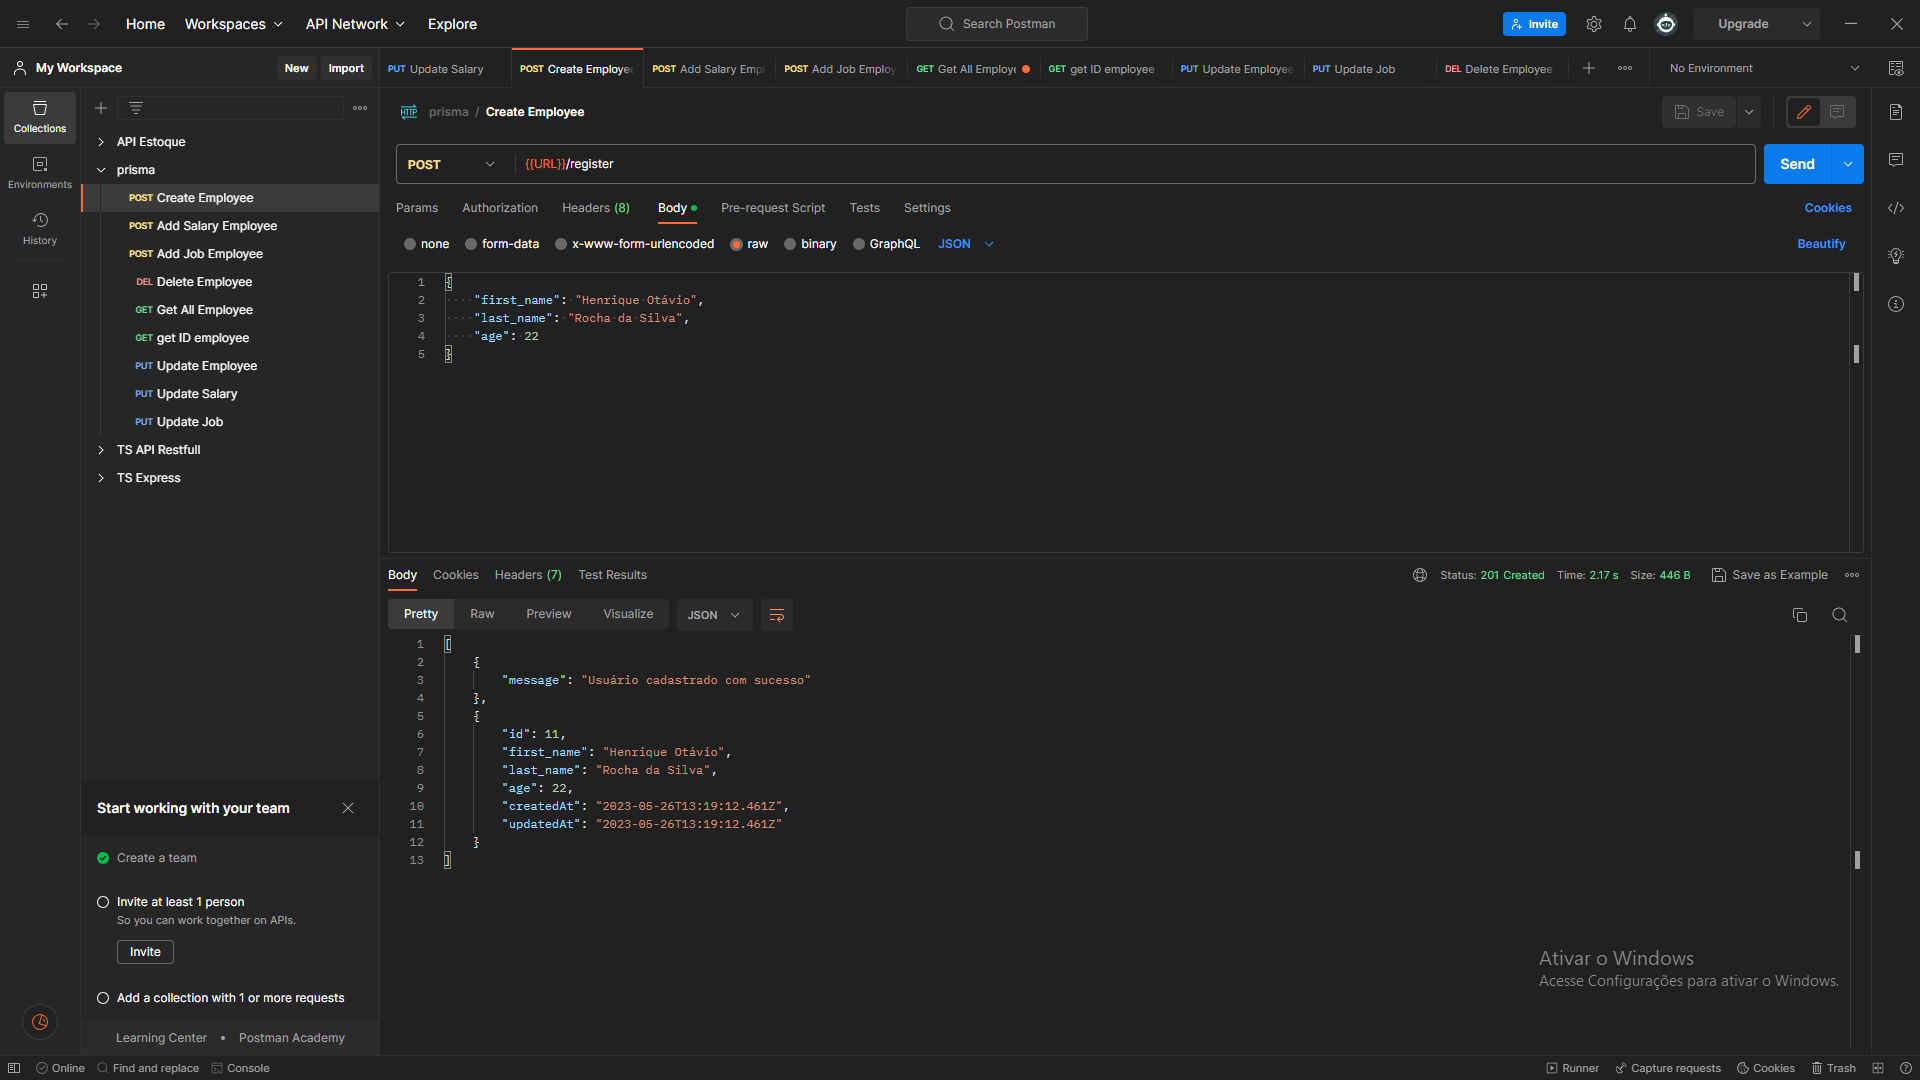 Home Workspaces API Network Explore Search Postman Invite Upgrade
My Workspace New Import
PUT Update Salary POST Create Employe POST Add Salary Empl POST Add Job Employ GET Get All Employe GET get ID employee PUT Update Employee PUT Update Job DEL Delete Employee No Environment
Collections
Environments
History
API Estoque
prisma
POST Create Employee
POST Add Salary Employee
POST Add Job Employee
DEL Delete Employee
GET Get All Employee
GET get ID employee
PUT Update Employee
PUT Update Salary
PUT Update Job
TS API Restfull
TS Express
Start working with your team
Create a team
Invite at least 1 person
So you can work together on APIs.
Invite
Add a collection with 1 or more requests
Learning Center • Postman Academy
HTTP prisma / Create Employee Save
POST {{URL}}/register Send
Params Authorization Headers (8) Body Pre-request Script Tests Settings Cookies
none form-data x-www-form-urlencoded raw binary GraphQL JSON Beautify
1 {
2 "first_name": "Henrique Otávio",
3 "last_name": "Rocha da Silva",
4 "age": 22
5 }
Body Cookies Headers (7) Test Results Status: 201 Created Time: 2.17 s Size: 446 B Save as Example
Pretty Raw Preview Visualize JSON
1 [
2 {
3 "message": "Usuário cadastrado com sucesso"
4 },
5 {
6 "id": 11,
7 "first_name": "Henrique Otávio",
8 "last_name": "Rocha da Silva",
9 "age": 22,
10 "createdAt": "2023-05-26T13:19:12.461Z",
11 "updatedAt": "2023-05-26T13:19:12.461Z"
12 }
13 ]
Ativar o Windows
Acesse Configurações para ativar o Windows.
Online Find and replace Console Runner Capture requests Cookies Trash